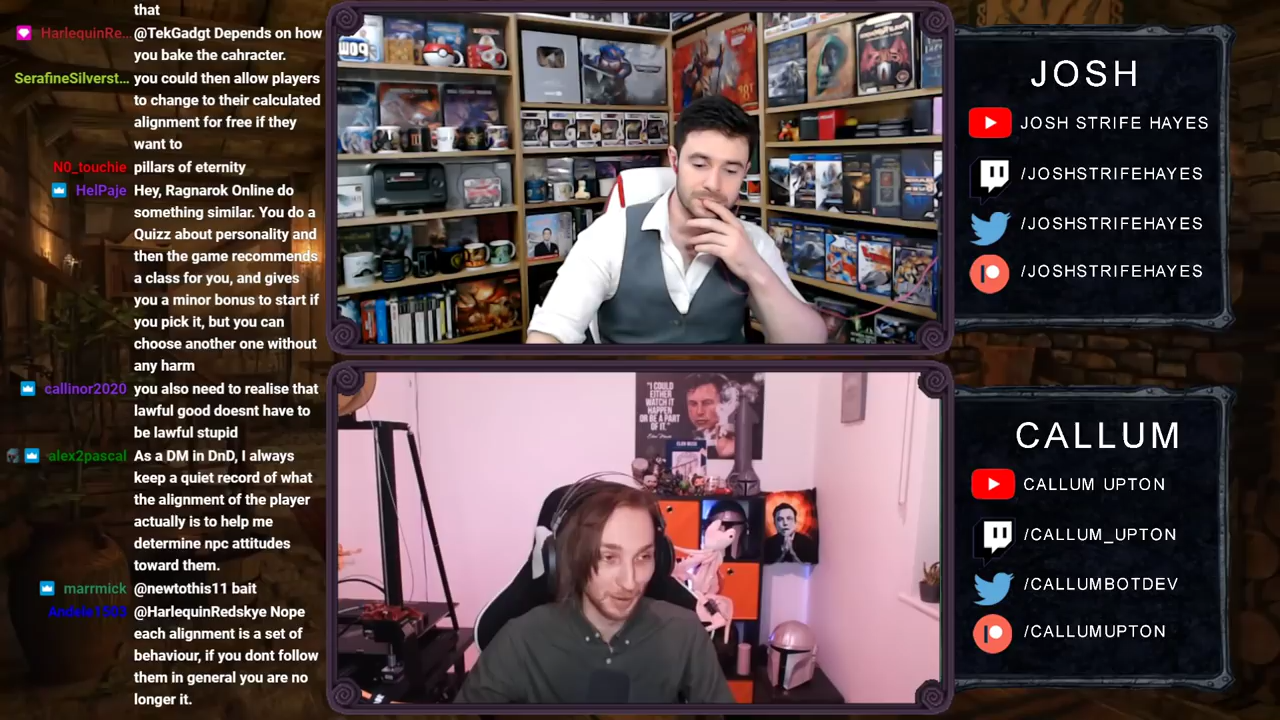 that
HarlequinRe... @TekGadgt Depends on how
you bake the cahracter.
SerafineSilverst... you could then allow players
to change to their calculated
alignment for free if they
want to
N0_touchie pillars of eternity
HelPaje Hey, Ragnarok Online do
something similar. You do a
Quizz about personality and
then the game recommends
a class for you, and gives
you a minor bonus to start if
you pick it, but you can
choose another one without
any harm
callinor2020 you also need to realise that
lawful good doesnt have to
be lawful stupid
alex2pascal As a DM in DnD, I always
keep a quiet record of what
the alignment of the player
actually is to help me
determine npc attitudes
toward them.
marrmick @newtothis11 bait
Andele1503 @HarlequinRedskye Nope
each alignment is a set of
behaviour, if you dont follow
them in general you are no
longer it.
"I COULD
EITHER
WATCH IT
HAPPEN
OR BE A PART
OF IT."
JOSH
JOSH STRIFE HAYES
/JOSHSTRIFEHAYES
/JOSHSTRIFEHAYES
/JOSHSTRIFEHAYES
CALLUM
CALLUM UPTON
/CALLUM_UPTON
/CALLUMBOTDEV
/CALLUMUPTON